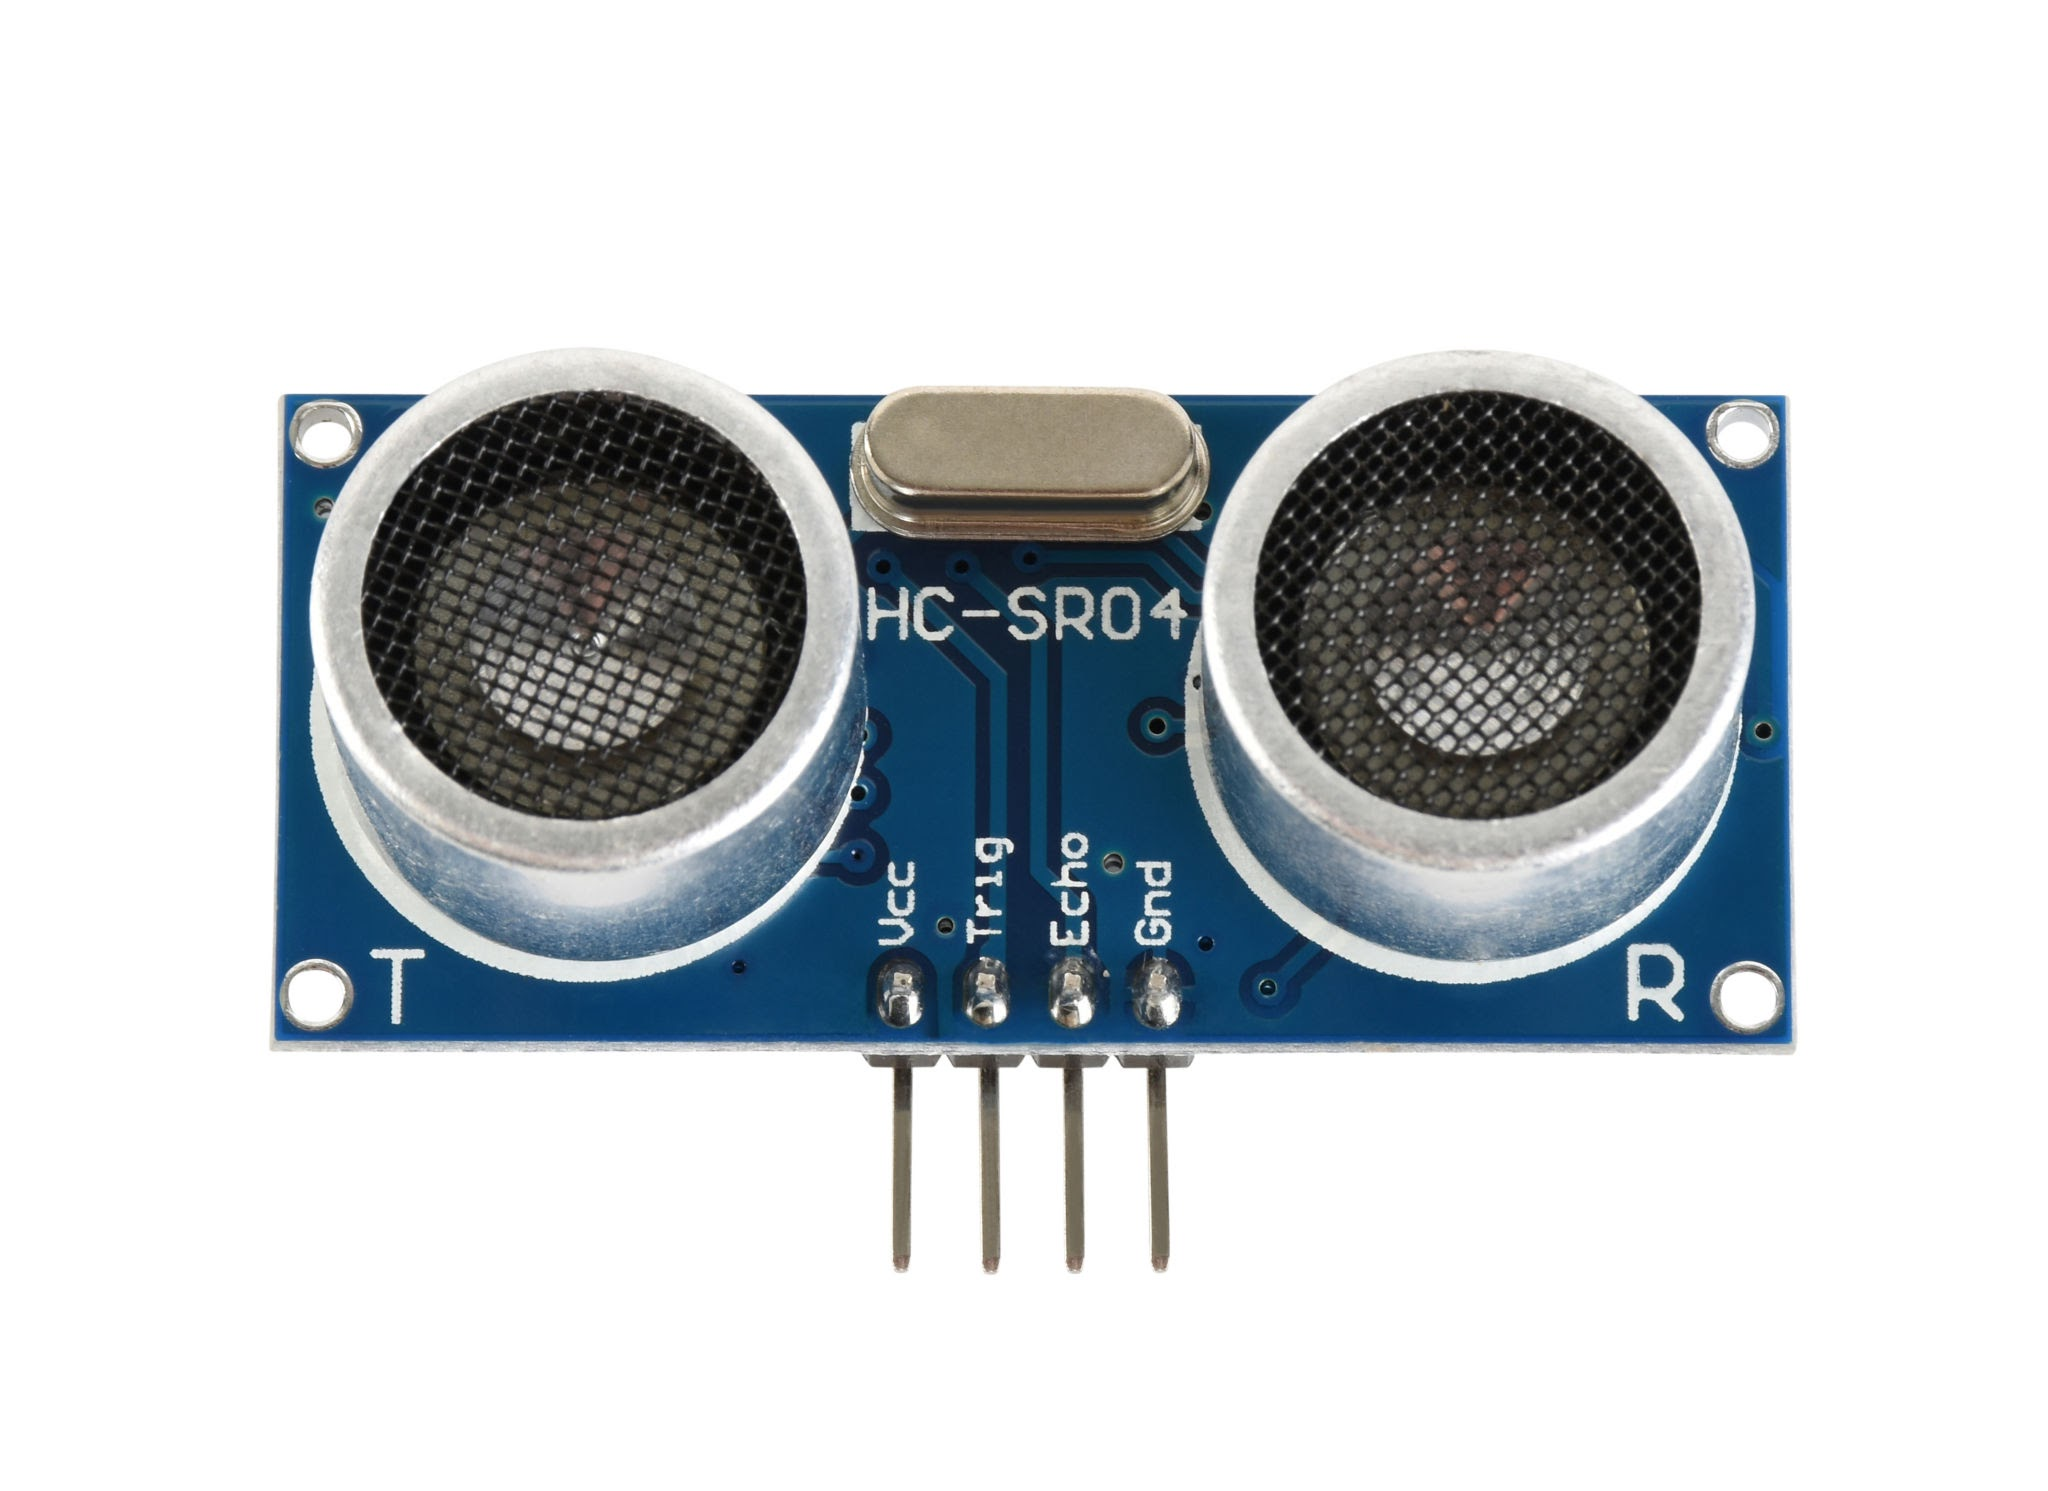 HC-SR04
Vcc
Trig
Echo
Gnd
T
R